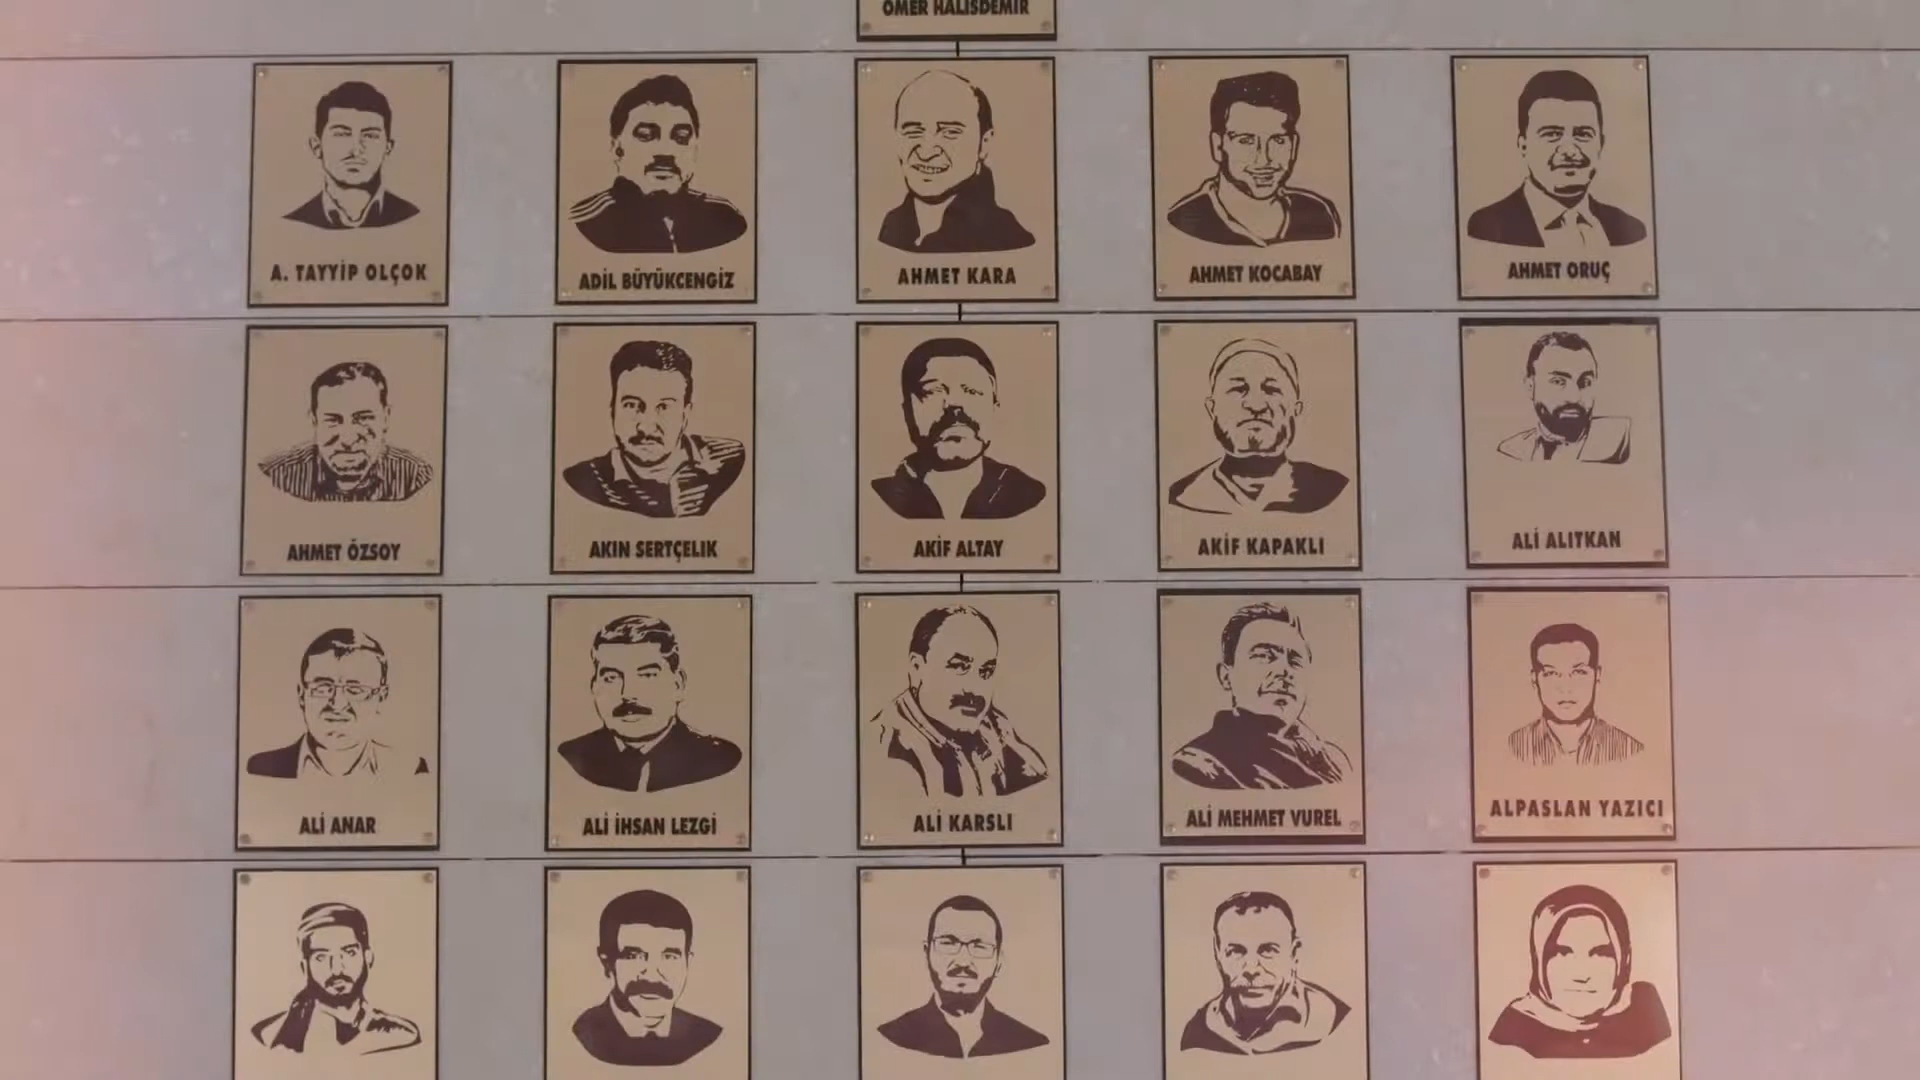 ÖMER HALİSDEMİR
A. TAYYİP OLÇOK
ADİL BÜYÜKCENGİZ
AHMET KARA
AHMET KOCABAY
AHMET ORUÇ
AHMET ÖZSOY
AKIN SERTÇELIK
AKİF ALTAY
AKİF KAPAKLI
ALİ ALITKAN
ALİ ANAR
ALİ İHSAN LEZGİ
ALİ KARSLI
ALİ MEHMET VUREL
ALPASLAN YAZICI